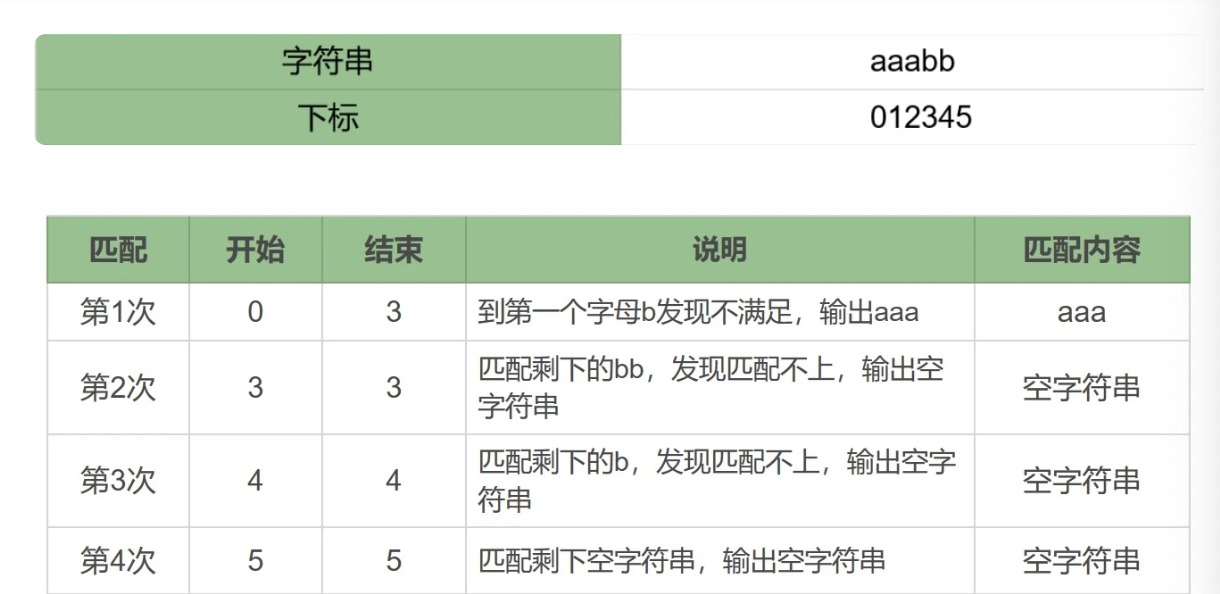 字符串 aaabb
下标 012345
匹配 开始 结束 说明 匹配内容
第1次 0 3 到第一个字母b发现不满足，输出aaa aaa
第2次 3 3 匹配剩下的bb，发现匹配不上，输出空 空字符串
字符串
第3次 4 4 匹配剩下的b，发现匹配不上，输出空字 空字符串
符串
第4次 5 5 匹配剩下空字符串，输出空字符串 空字符串